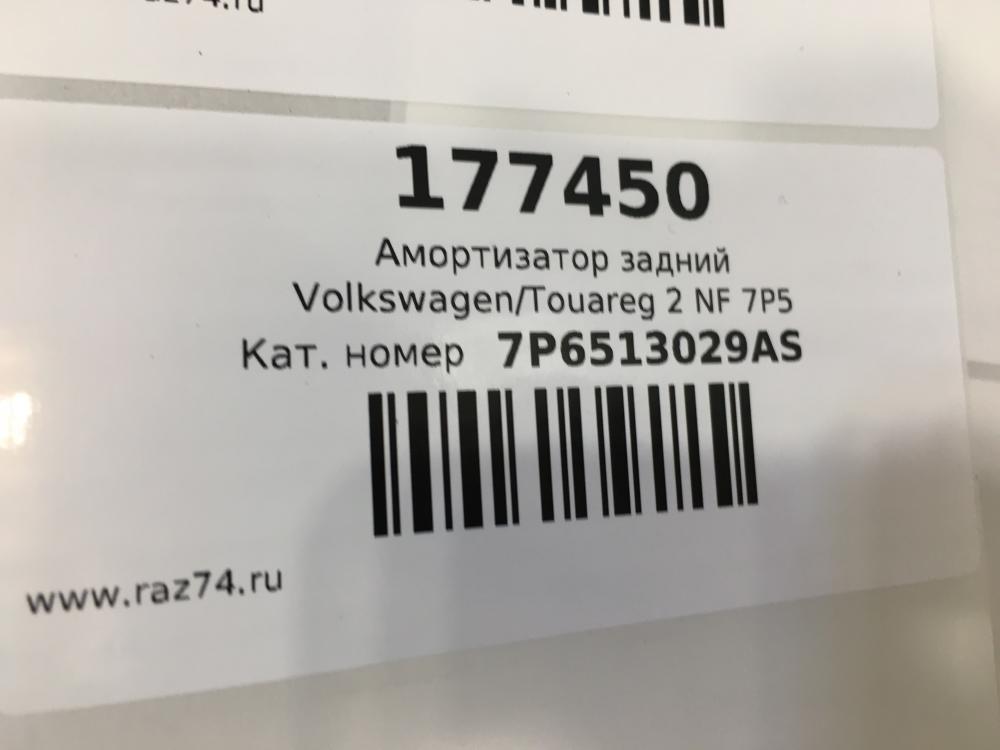 177450
Амортизатор задний
Volkswagen/Touareg 2 NF 7P5
Кат. номер 7P6513029AS
www.raz74.ru